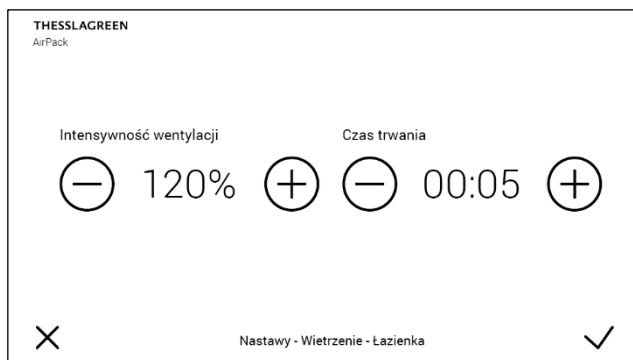 THESSLAGREEN
AirPack
Intensywność wentylacji
Czas trwania
120%
00:05
Nastawy - Wietrzenie - Łazienka